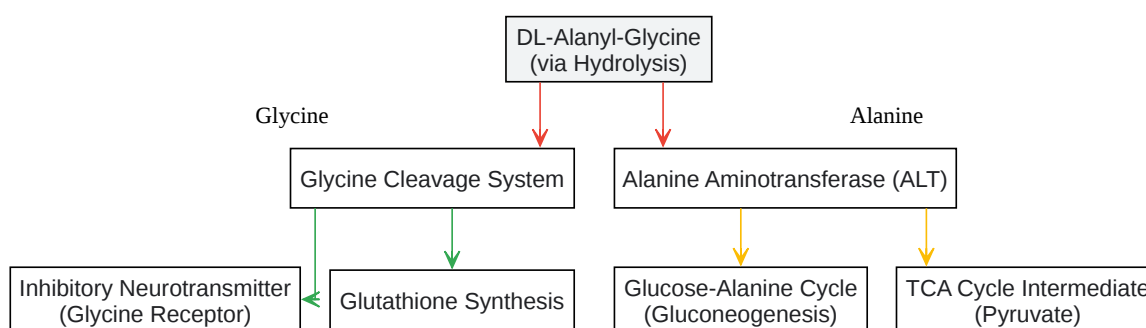 DL-Alanyl-Glycine
(via Hydrolysis)
Glycine
Alanine
Glycine Cleavage System
Alanine Aminotransferase (ALT)
Inhibitory Neurotransmitter
(Glycine Receptor)
Glutathione Synthesis
Glucose-Alanine Cycle
(Gluconeogenesis)
TCA Cycle Intermediate
(Pyruvate)